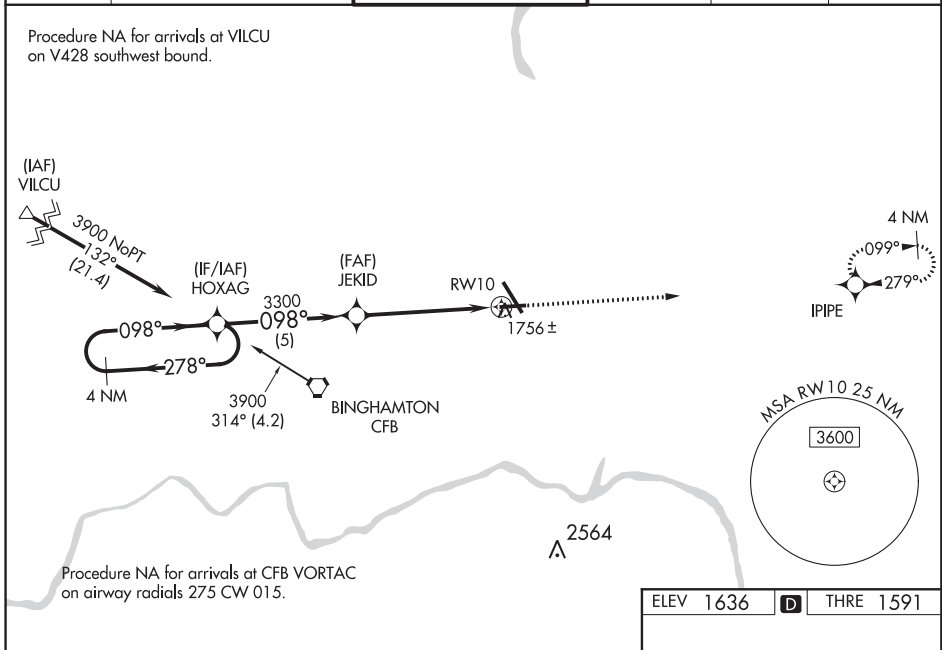 Procedure NA for arrivals at VILCU
on V428 southwest bound.
(IAF)
VILCU
3900 NoPT
132°
(21.4)
(IF/IAF)
HOXAG
(FAF)
JEKID
RW10
4 NM
099°
279°
IPIPE
098°
3300
098°
(5)
1756 ±
278°
4 NM
3900
314° (4.2)
BINGHAMTON
CFB
MSA RW10 25 NM
3600
2564
Procedure NA for arrivals at CFB VORTAC
on airway radials 275 CW 015.
ELEV 1636 D THRE 1591